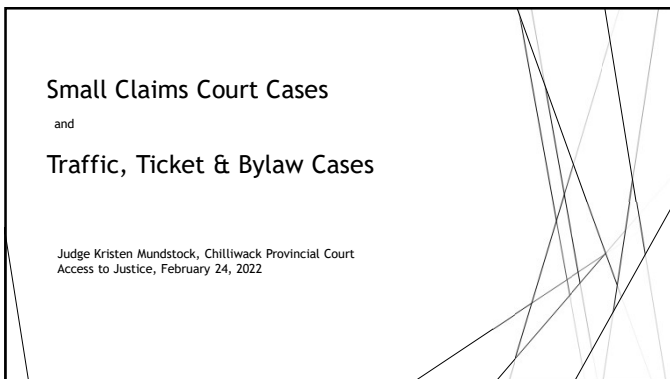 Small Claims Court Cases
and
Traffic, Ticket & Bylaw Cases
Judge Kristen Mundstock, Chilliwack Provincial Court
Access to Justice, February 24, 2022